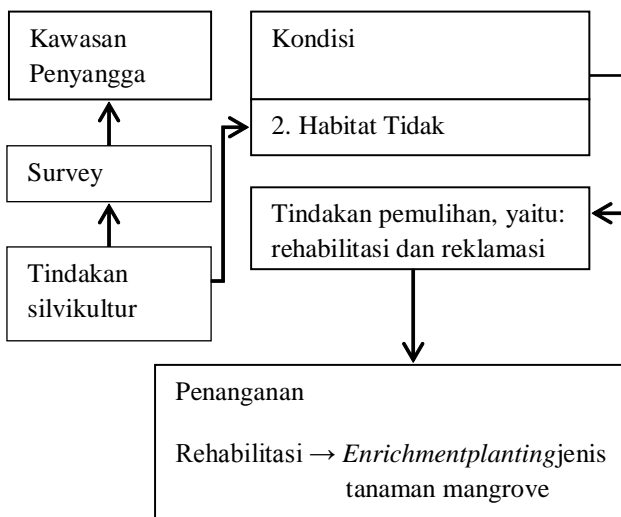 Kawasan
Penyangga
Survey
Tindakan
silvikultur
Kondisi
2. Habitat Tidak
Tindakan pemulihan, yaitu:
rehabilitasi dan reklamasi
Penanganan
Rehabilitasi → Enrichmentplantingjenis
tanaman mangrove